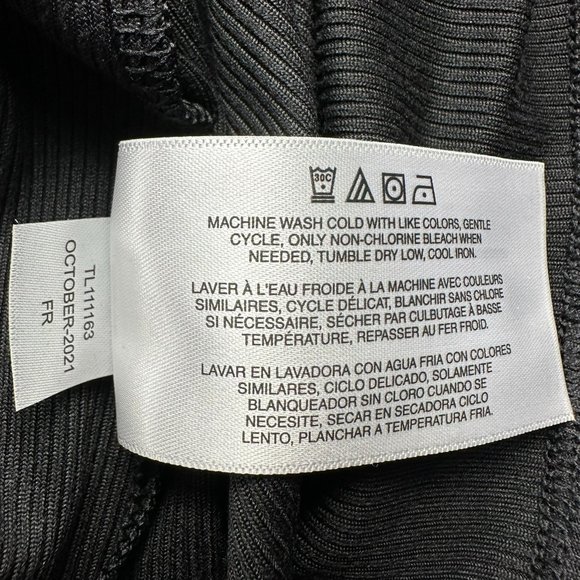 30C
MACHINE WASH COLD WITH LIKE COLORS, GENTLE
CYCLE, ONLY NON-CHLORINE BLEACH WHEN
NEEDED, TUMBLE DRY LOW, COOL IRON.
LAVER À L'EAU FROIDE À LA MACHINE AVEC COULEURS
SIMILAIRES, CYCLE DÉLICAT, BLANCHIR SANS CHLORE
SI NÉCESSAIRE, SÉCHER PAR CULBUTAGE À BASSE
TEMPÉRATURE, REPASSER AU FER FROID.
LAVAR EN LAVADORA CON AGUA FRIA CON COLORES
SIMILARES, CICLO DELICADO, SOLAMENTE
BLANQUEADOR SIN CLORO CUANDO SE
NECESITE, SECAR EN SECADORA CICLO
LENTO, PLANCHAR A TEMPERATURA FRIA.
TL111163
OCTOBER-2021
FR